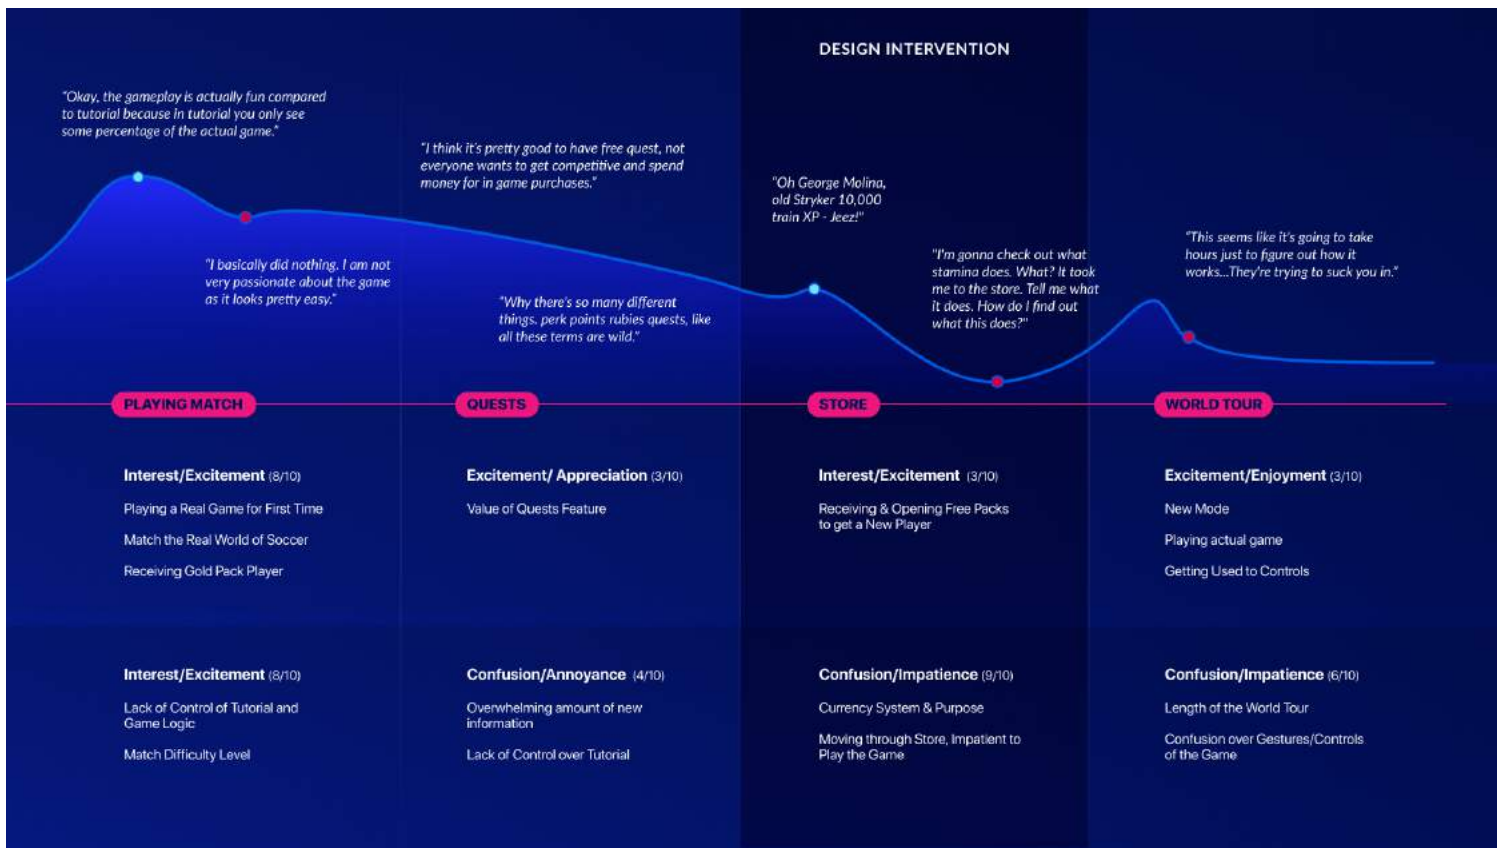 DESIGN INTERVENTION
"Okay, the gameplay is actually fun compared
to tutorial because in tutorial you only see
some percentage of the actual game."
"I think it's pretty good to have free quest, not
everyone wants to get competitive and spend
money for in game purchases."
"Oh George Molina,
old Stryker 10,000
train XP - Jeez!"
"This seems like it's going to take
hours just to figure out how it
works...They're trying to suck you in."
"I basically did nothing. I am not
very passionate about the game
as it looks pretty easy."
"Why there's so many different
things. perk points rubies quests, like
all these terms are wild."
"I'm gonna check out what
stamina does. What? It took
me to the store. Tell me what
it does. How do I find out
what this does?"
PLAYING MATCH
QUESTS
STORE
WORLD TOUR
Interest/Excitement (8/10)
Playing a Real Game for First Time
Match the Real World of Soccer
Receiving Gold Pack Player
Excitement/ Appreciation (3/10)
Value of Quests Feature
Interest/Excitement (3/10)
Receiving & Opening Free Packs
to get a New Player
Excitement/Enjoyment (3/10)
New Mode
Playing actual game
Getting Used to Controls
Interest/Excitement (8/10)
Lack of Control of Tutorial and
Game Logic
Match Difficulty Level
Confusion/Annoyance (4/10)
Overwhelming amount of new
information
Lack of Control over Tutorial
Confusion/Impatience (9/10)
Currency System & Purpose
Moving through Store, Impatient to
Play the Game
Confusion/Impatience (6/10)
Length of the World Tour
Confusion over Gestures/Controls
of the Game